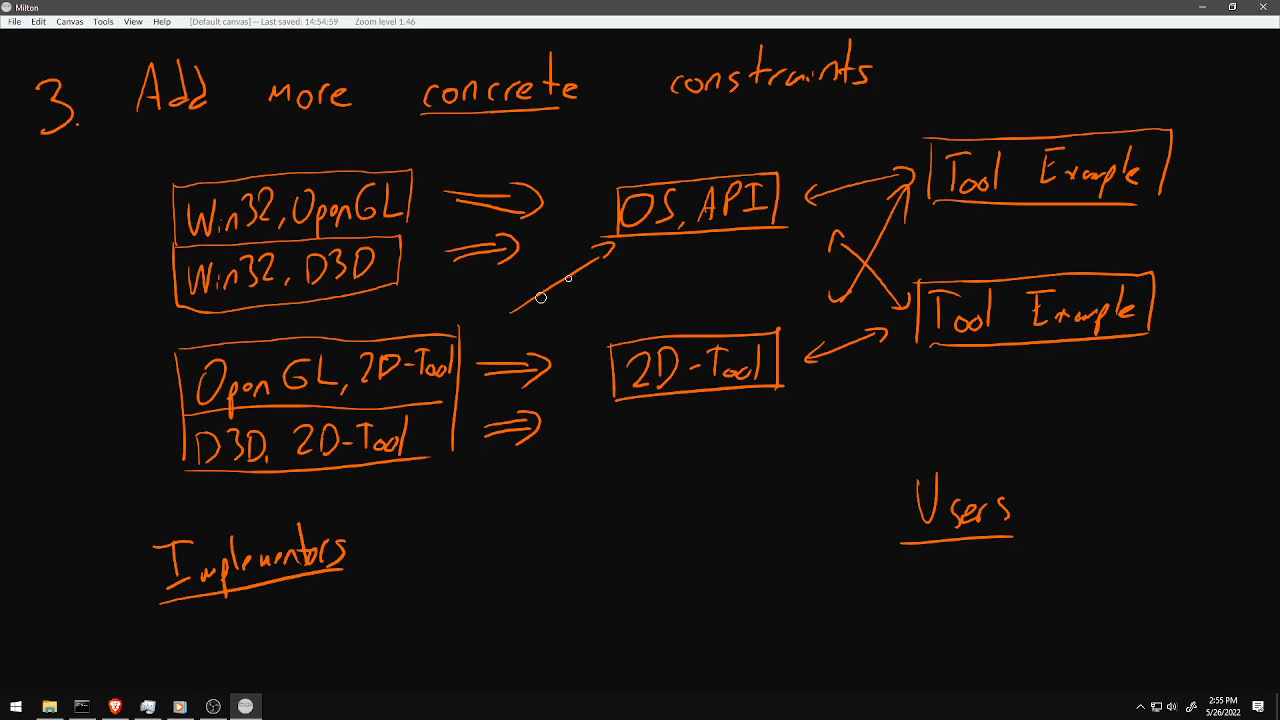 Milton
File Edit Canvas Tools View Help [Default canvas] -- Last saved: 14:54:59 Zoom level 1.46
3. Add more concrete constraints
Win32, OpenGL
Win32, D3D
OS, API
Tool Example
Tool Example
OpenGL, 2D-Tool
D3D, 2D-Tool
2D-Tool
Implementors
Users
2:55 PM
5/26/2022